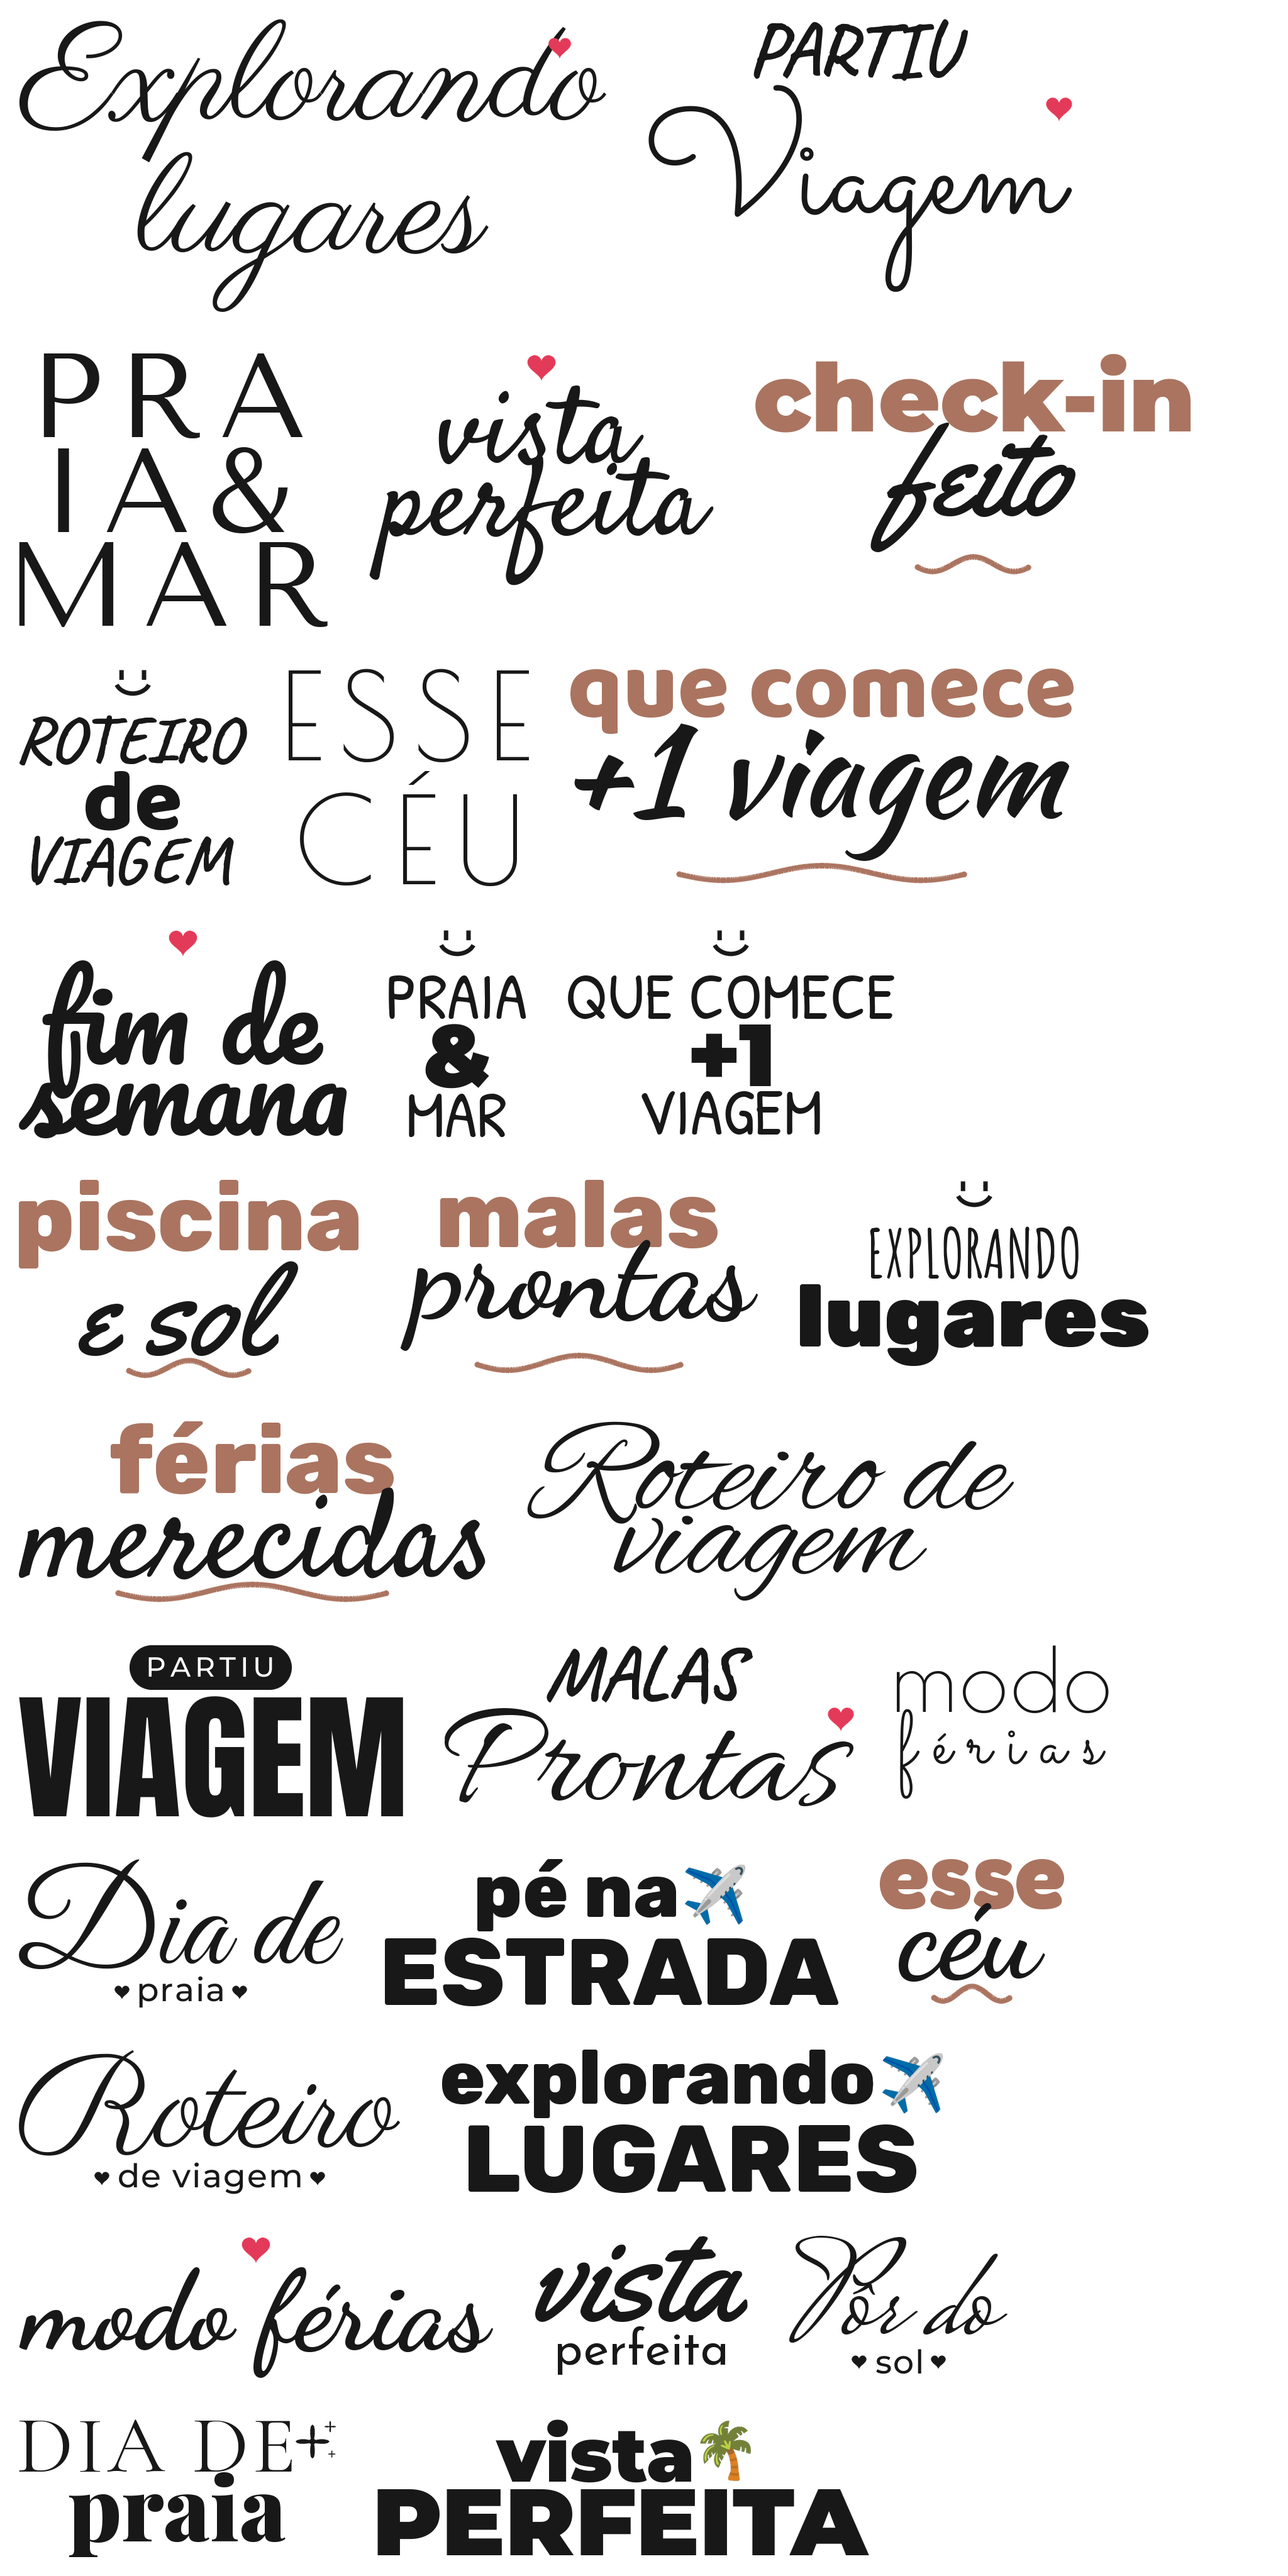 Explorando
lugares
PARTIU
Viagem
PRA
IA&
MAR
vista
perfeita
check-in
feito
ROTEIRO
de
VIAGEM
ESSE
CÉU
que comece
+1 viagem
fim de
semana
PRAIA
&
MAR
QUE COMECE
+1
VIAGEM
piscina
e sol
malas
prontas
EXPLORANDO
lugares
férias
merecidas
Roteiro de
viagem
PARTIU
VIAGEM
MALAS
Prontas
modo
férias
Dia de
praia
pé na
ESTRADA
esse
céu
Roteiro
de viagem
explorando
LUGARES
modo férias
vista
perfeita
Pôr do
sol
DIA DE
praia
vista
PERFEITA